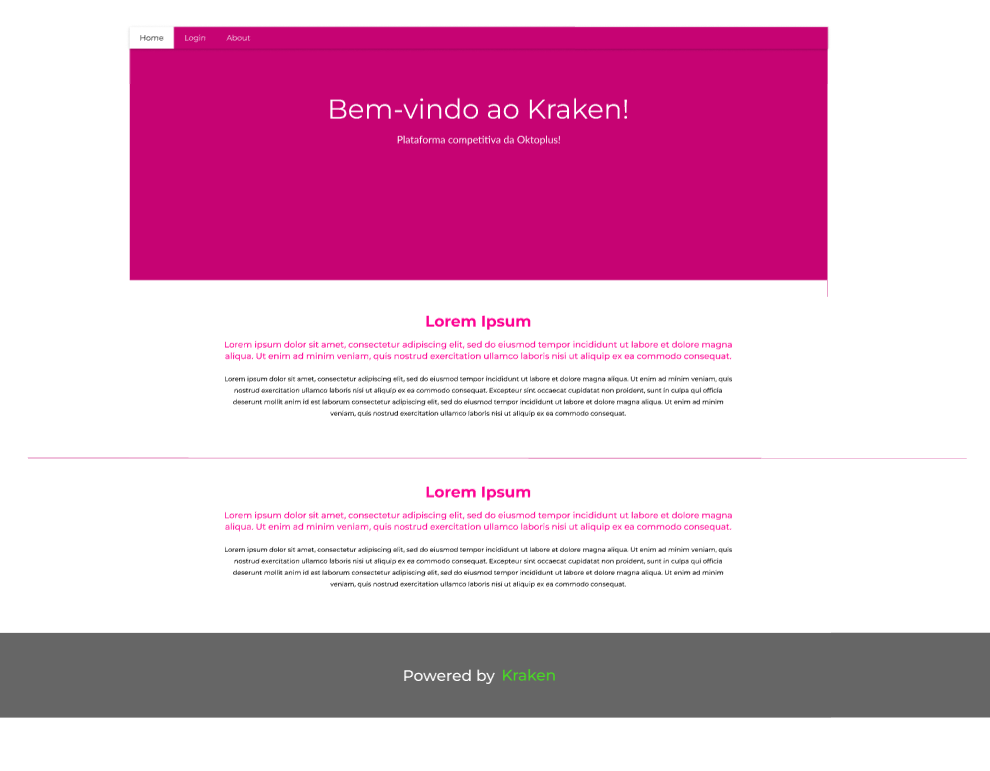 Home Login About
Bem-vindo ao Kraken!
Plataforma competitiva da Oktoplus!
Lorem Ipsum
Lorem ipsum dolor sit amet, consectetur adipiscing elit, sed do eiusmod tempor incididunt ut labore et dolore magna
aliqua. Ut enim ad minim veniam, quis nostrud exercitation ullamco laboris nisi ut aliquip ex ea commodo consequat.
Lorem ipsum dolor sit amet, consectetur adipiscing elit, sed do eiusmod tempor incididunt ut labore et dolore magna aliqua. Ut enim ad minim veniam, quis
nostrud exercitation ullamco laboris nisi ut aliquip ex ea commodo consequat. Excepteur sint occaecat cupidatat non proident, sunt in culpa qui officia
deserunt mollit anim id est laborum consectetur adipiscing elit, sed do eiusmod tempor incididunt ut labore et dolore magna aliqua. Ut enim ad minim
veniam, quis nostrud exercitation ullamco laboris nisi ut aliquip ex ea commodo consequat.
Lorem Ipsum
Lorem ipsum dolor sit amet, consectetur adipiscing elit, sed do eiusmod tempor incididunt ut labore et dolore magna
aliqua. Ut enim ad minim veniam, quis nostrud exercitation ullamco laboris nisi ut aliquip ex ea commodo consequat.
Lorem ipsum dolor sit amet, consectetur adipiscing elit, sed do eiusmod tempor incididunt ut labore et dolore magna aliqua. Ut enim ad minim veniam, quis
nostrud exercitation ullamco laboris nisi ut aliquip ex ea commodo consequat. Excepteur sint occaecat cupidatat non proident, sunt in culpa qui officia
deserunt mollit anim id est laborum consectetur adipiscing elit, sed do eiusmod tempor incididunt ut labore et dolore magna aliqua. Ut enim ad minim
veniam, quis nostrud exercitation ullamco laboris nisi ut aliquip ex ea commodo consequat.
Powered by Kraken